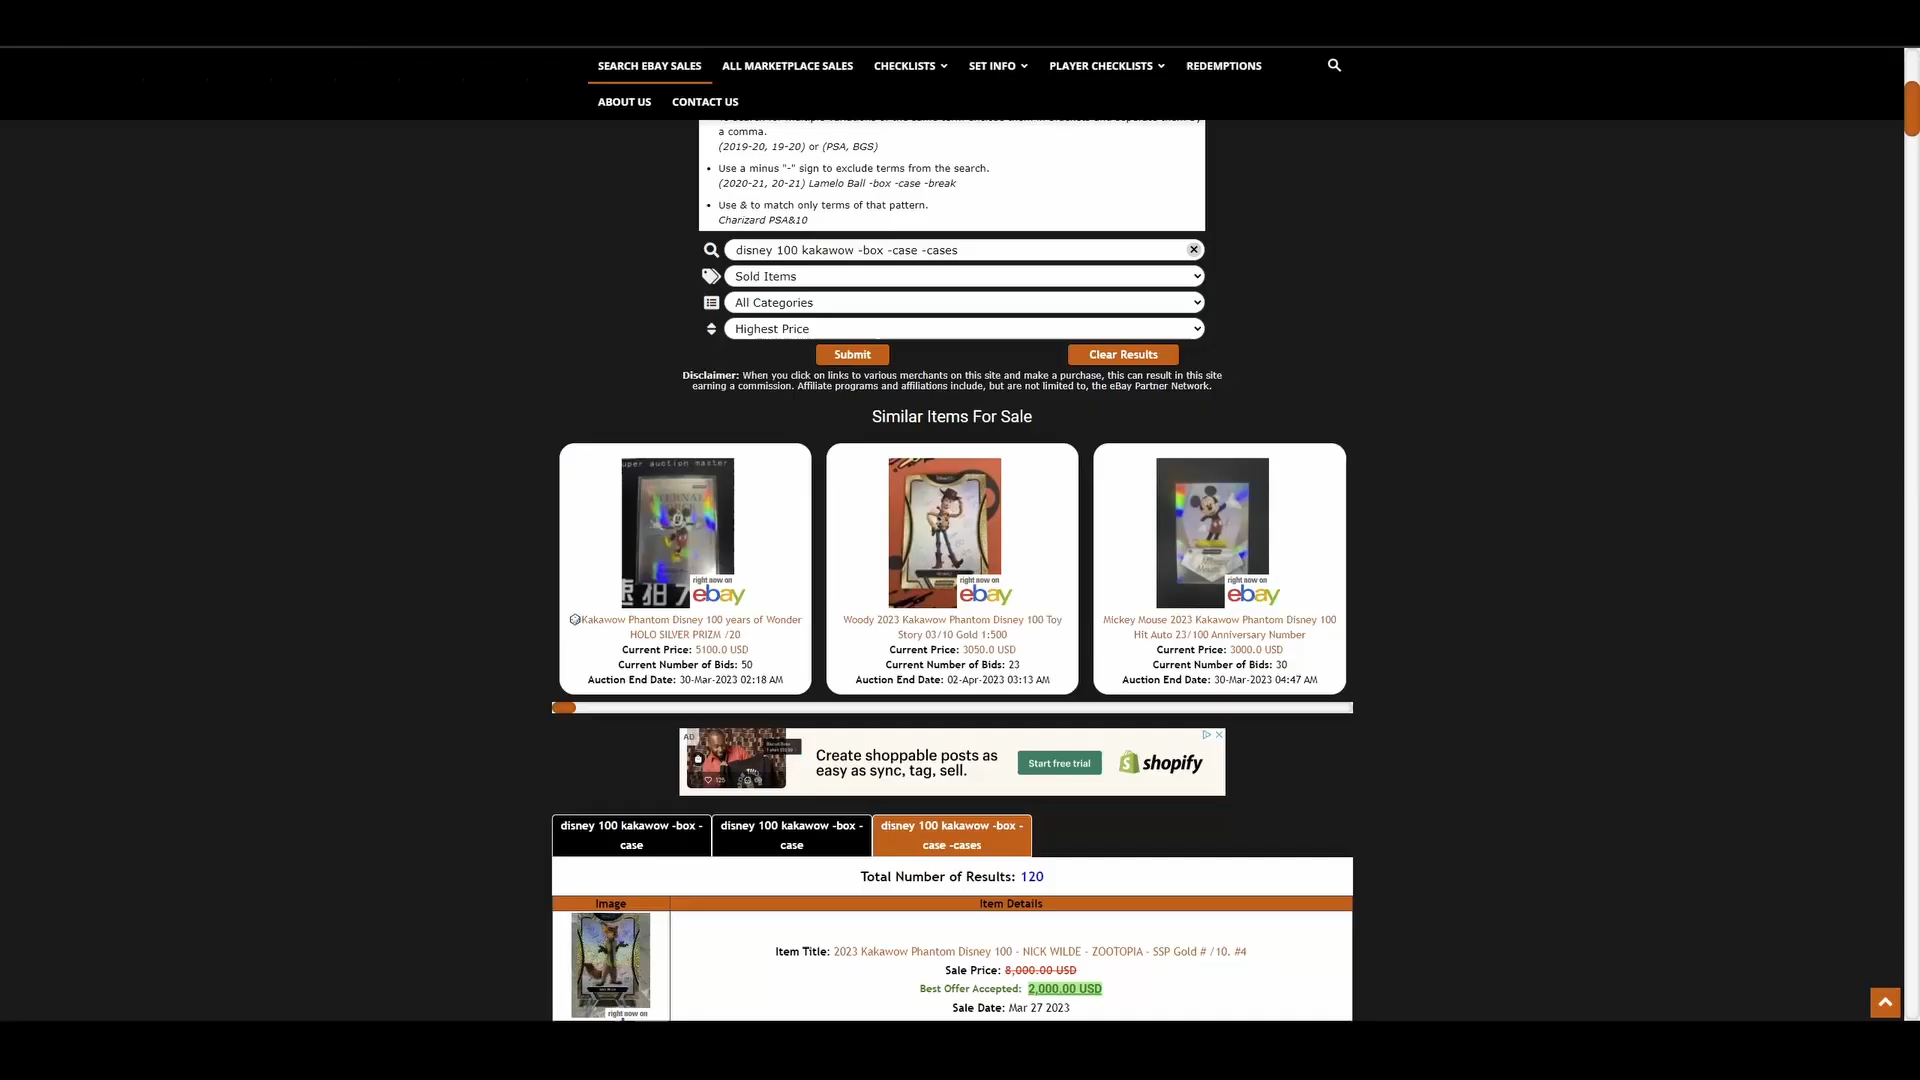 SEARCH EBAY SALES ALL MARKETPLACE SALES CHECKLISTS SET INFO PLAYER CHECKLISTS REDEMPTIONS
ABOUT US CONTACT US
a comma.
(2019-20, 19-20) or (PSA, BGS)
• Use a minus "-" sign to exclude terms from the search.
(2020-21, 20-21) Lamelo Ball -box -case -break
• Use & to match only terms of that pattern.
Charizard PSA&10
disney 100 kakawow -box -case -cases
Sold Items
All Categories
Highest Price
Submit Clear Results
Disclaimer: When you click on links to various merchants on this site and make a purchase, this can result in this site
earning a commission. Affiliate programs and affiliations include, but are not limited to, the eBay Partner Network.
Similar Items For Sale
uper auction master
right now on
ebay
Kakawow Phantom Disney 100 years of Wonder
HOLO SILVER PRIZM /20
Current Price: 5100.0 USD
Current Number of Bids: 50
Auction End Date: 30-Mar-2023 02:18 AM
right now on
ebay
Woody 2023 Kakawow Phantom Disney 100 Toy
Story 03/10 Gold 1:500
Current Price: 3050.0 USD
Current Number of Bids: 23
Auction End Date: 02-Apr-2023 03:13 AM
right now on
ebay
Mickey Mouse 2023 Kakawow Phantom Disney 100
Hit Auto 23/100 Anniversary Number
Current Price: 3000.0 USD
Current Number of Bids: 30
Auction End Date: 30-Mar-2023 04:47 AM
AD
Create shoppable posts as
easy as sync, tag, sell.
Start free trial
shopify
disney 100 kakawow -box -
case
disney 100 kakawow -box -
case
disney 100 kakawow -box -
case -cases
Total Number of Results: 120
Image Item Details
right now on
Item Title: 2023 Kakawow Phantom Disney 100 - NICK WILDE - ZOOTOPIA - SSP Gold # /10. #4
Sale Price: 8,000.00 USD
Best Offer Accepted: 2,000.00 USD
Sale Date: Mar 27 2023